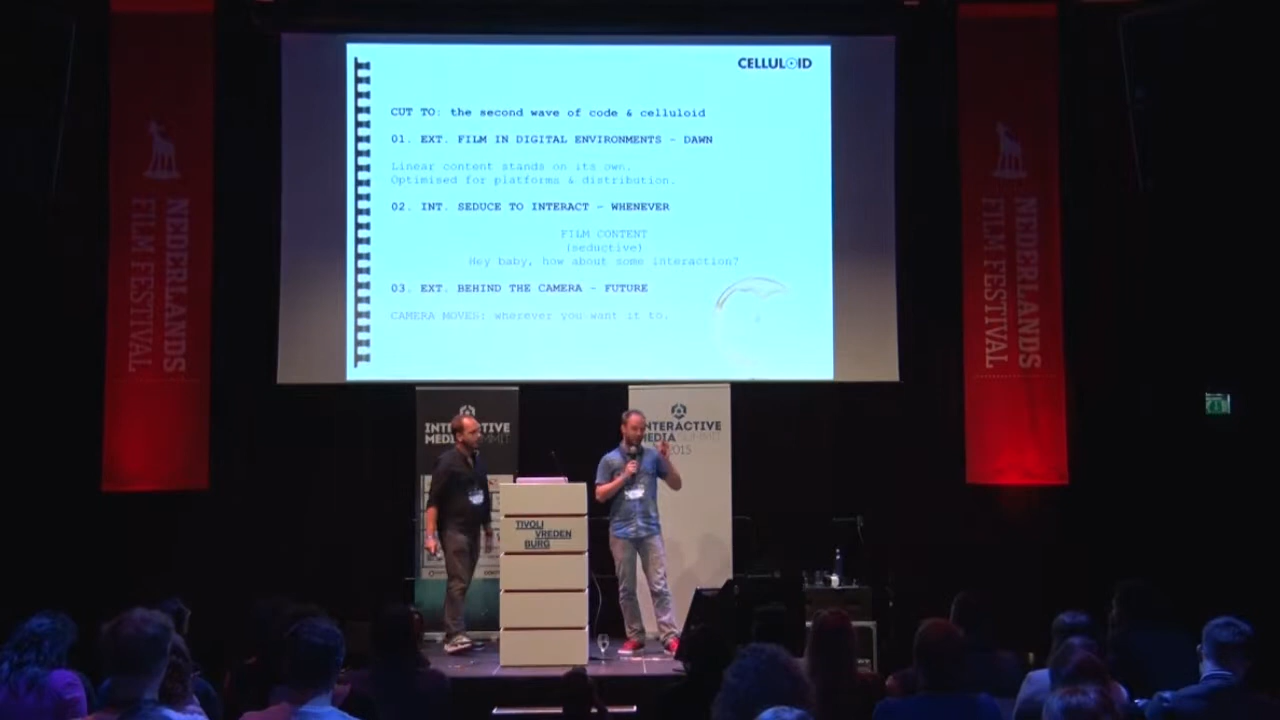 CELLULOID
CUT TO: the second wave of code & celluloid
01. EXT. FILM IN DIGITAL ENVIRONMENTS - DAWN
Linear content stands on its own.
Optimised for platforms & distribution.
02. INT. SEDUCE TO INTERACT - WHENEVER
FILM CONTENT
(seductive)
Hey baby, how about some interaction?
03. EXT. BEHIND THE CAMERA - FUTURE
CAMERA MOVES: wherever you want it to.
NEDERLANDS
FILM FESTIVAL
NEDERLANDS
FILM FESTIVAL
INTERACTIVE
MEDIA SUMMIT
INTERACTIVE
MEDIA SUMMIT
2015
TIVOLI
VREDEN
BURG